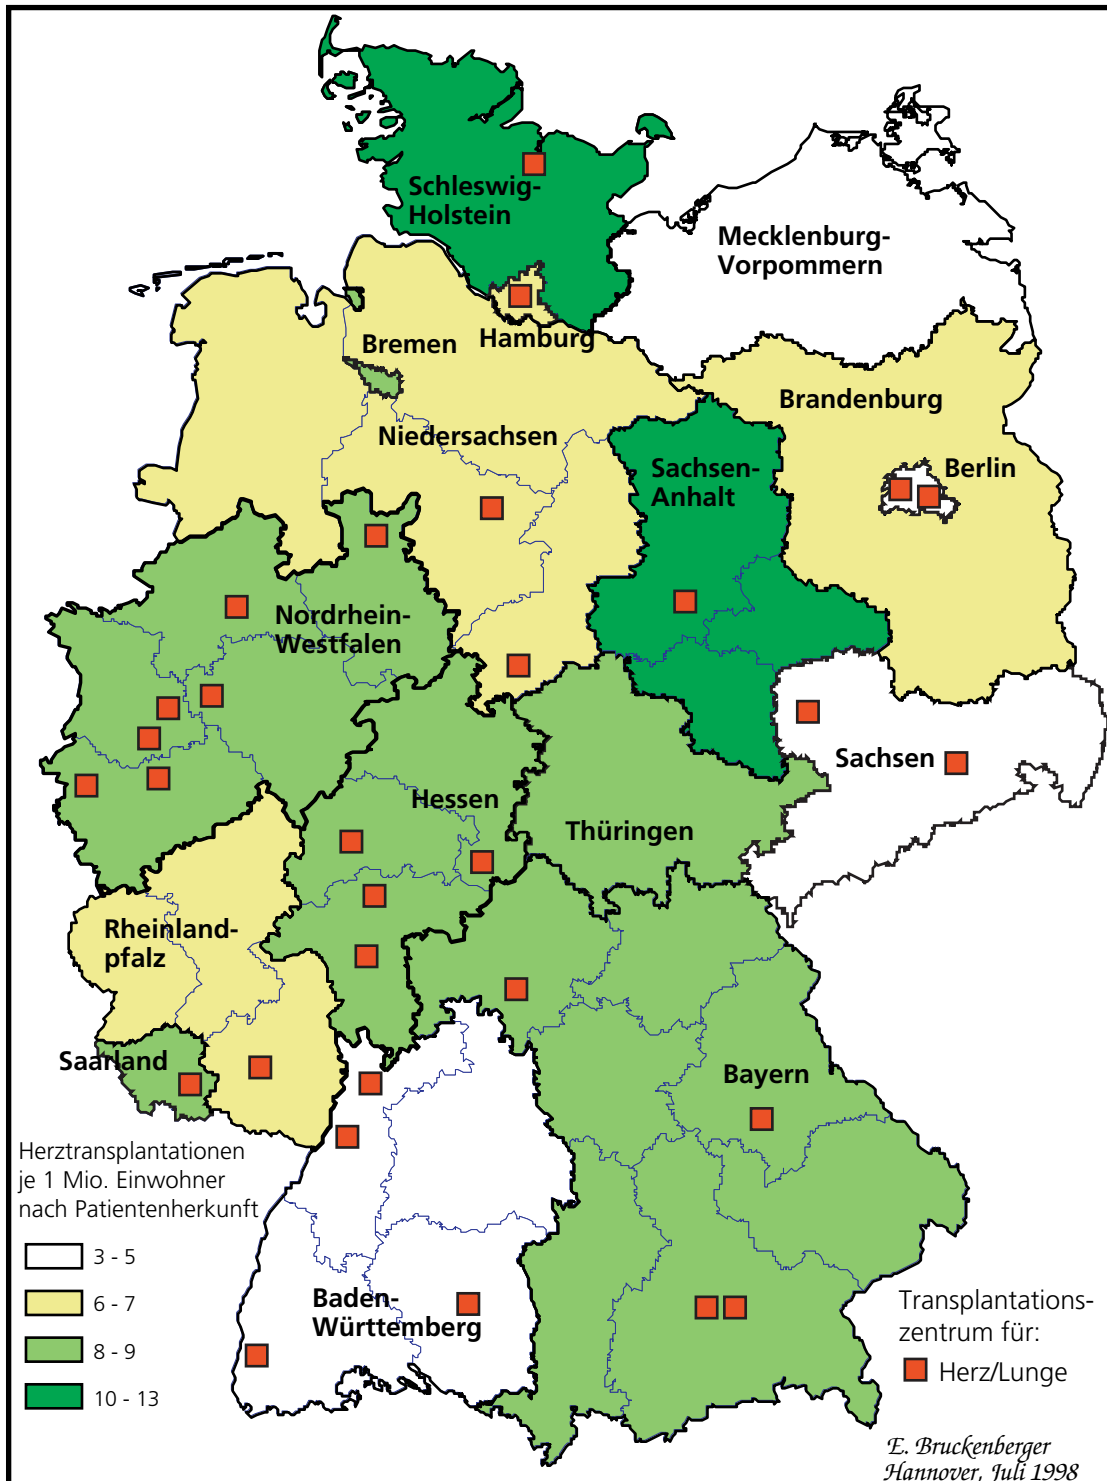 Schleswig-
Holstein
Mecklenburg-
Vorpommern
Hamburg
Bremen
Brandenburg
Niedersachsen
Sachsen-
Anhalt
Berlin
Nordrhein-
Westfalen
Sachsen
Hessen
Thüringen
Rheinland-
pfalz
Saarland
Bayern
Baden-
Württemberg
Herztransplantationen
je 1 Mio. Einwohner
nach Patientenherkunft
3 - 5
6 - 7
8 - 9
10 - 13
Transplantations-
zentrum für:
Herz/Lunge
E. Bruckenberger
Hannover, Juli 1998